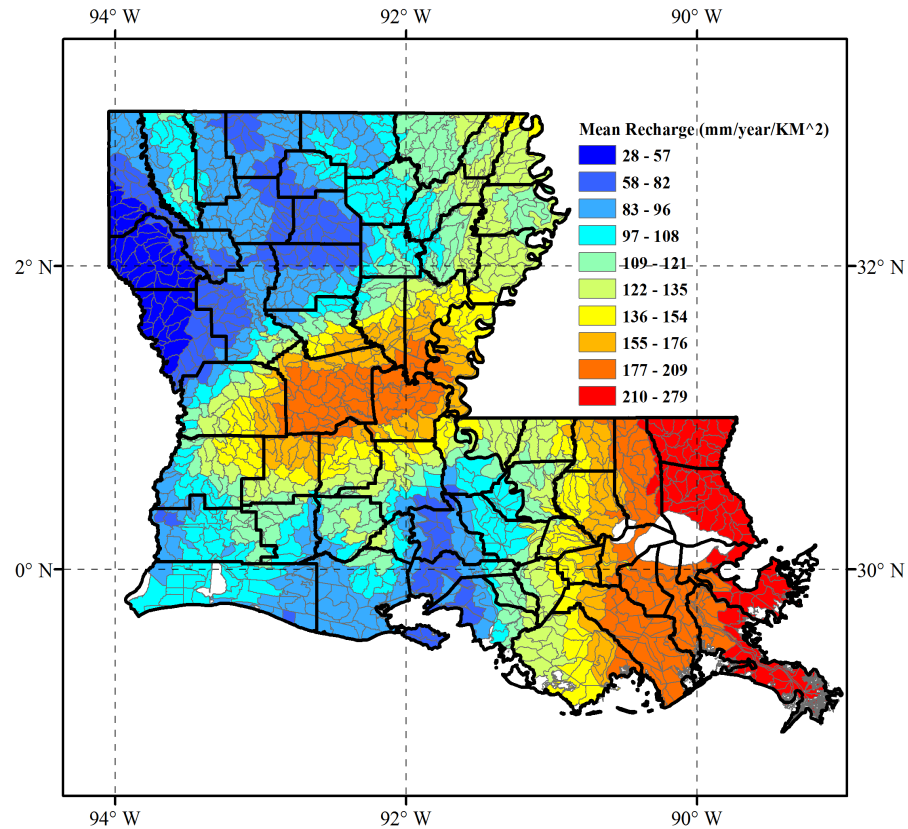 94° W 92° W 90° W
Mean Recharge (mm/year/KM^2)
28 - 57
58 - 82
83 - 96
97 - 108
109 - 121
2° N 32° N
122 - 135
136 - 154
155 - 176
177 - 209
210 - 279
0° N 30° N
94° W 92° W 90° W